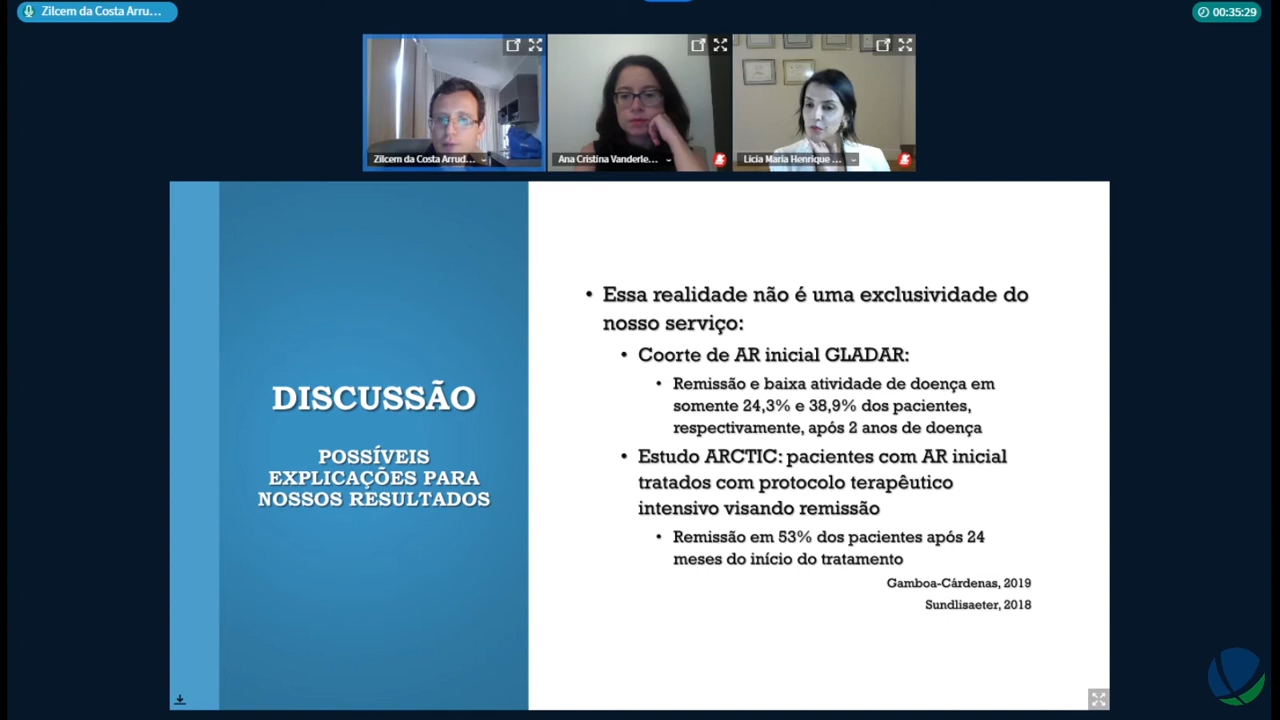 Zilcem da Costa Arru...
00:35:29
Zilcem da Costa Arrud...
Ana Cristina Vanderle...
Licia Maria Henrique ...
DISCUSSÃO
POSSÍVEIS
EXPLICAÇÕES PARA
NOSSOS RESULTADOS
• Essa realidade não é uma exclusividade do
nosso serviço:
• Coorte de AR inicial GLADAR:
• Remissão e baixa atividade de doença em
somente 24,3% e 38,9% dos pacientes,
respectivamente, após 2 anos de doença
• Estudo ARCTIC: pacientes com AR inicial
tratados com protocolo terapêutico
intensivo visando remissão
• Remissão em 53% dos pacientes após 24
meses do início do tratamento
Gamboa-Cárdenas, 2019
Sundlisaeter, 2018